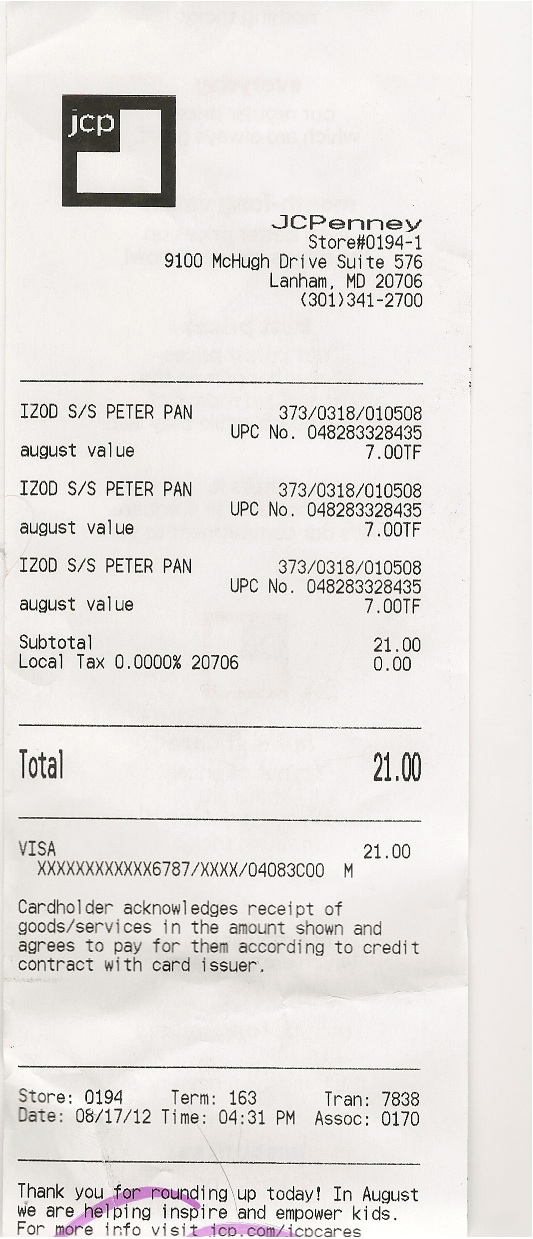 jcp
JCPenney
Store#0194-1
9100 McHugh Drive Suite 576
Lanham, MD 20706
(301)341-2700
IZOD S/S PETER PAN 373/0318/010508
UPC No. 048283328435
august value 7.00TF
IZOD S/S PETER PAN 373/0318/010508
UPC No. 048283328435
august value 7.00TF
IZOD S/S PETER PAN 373/0318/010508
UPC No. 048283328435
august value 7.00TF
Subtotal 21.00
Local Tax 0.0000% 20706 0.00
Total 21.00
VISA 21.00
XXXXXXXXXXXX6787/XXXX/04083C00 M
Cardholder acknowledges receipt of
goods/services in the amount shown and
agrees to pay for them according to credit
contract with card issuer.
Store: 0194 Term: 163 Tran: 7838
Date: 08/17/12 Time: 04:31 PM Assoc: 0170
Thank you for rounding up today! In August
we are helping inspire and empower kids.
For more info visit jcp.com/jcpcares